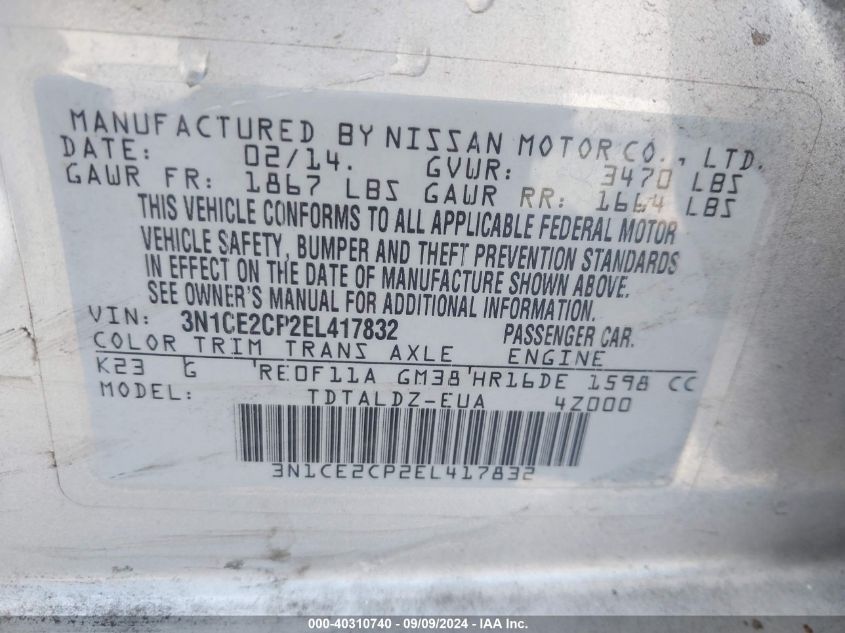 MANUFACTURED BY NISSAN MOTOR CO., LTD.
DATE: 02/14. GVWR: 3470 LBS
GAWR FR: 1867 LBS GAWR RR: 1664 LBS
THIS VEHICLE CONFORMS TO ALL APPLICABLE FEDERAL MOTOR
VEHICLE SAFETY, BUMPER AND THEFT PREVENTION STANDARDS
IN EFFECT ON THE DATE OF MANUFACTURE SHOWN ABOVE.
SEE OWNER'S MANUAL FOR ADDITIONAL INFORMATION.
VIN: 3N1CE2CP2EL417832 PASSENGER CAR.
COLOR TRIM TRANS AXLE ENGINE
K23 G RE0F11A GM38 HR16DE 1598 CC
MODEL: TDTALDZ-EUA 4Z000
3N1CE2CP2EL417832
000-40310740 - 09/09/2024 - IAA, Inc.